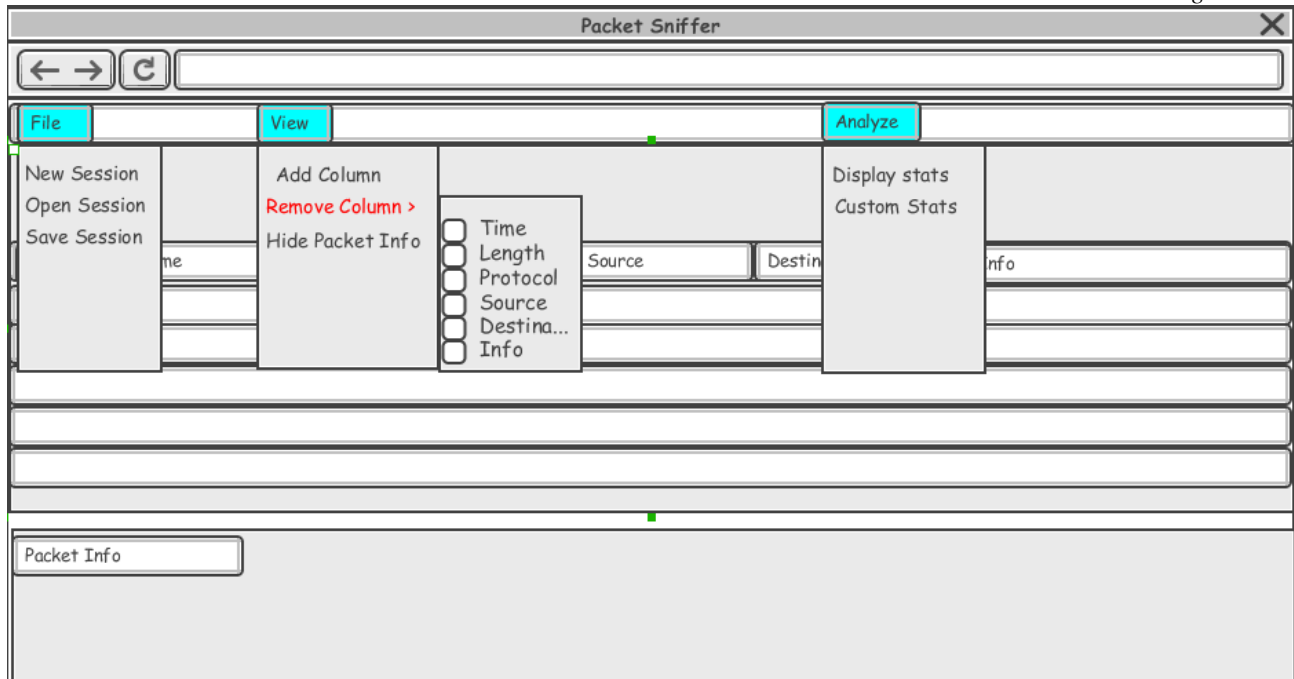 Packet Sniffer
File View Analyze
New Session
Open Session
Save Session
Add Column
Remove Column >
Hide Packet Info
Time
Length
Protocol
Source
Destina...
Info
Display stats
Custom Stats
me Source Destin nfo
Packet Info